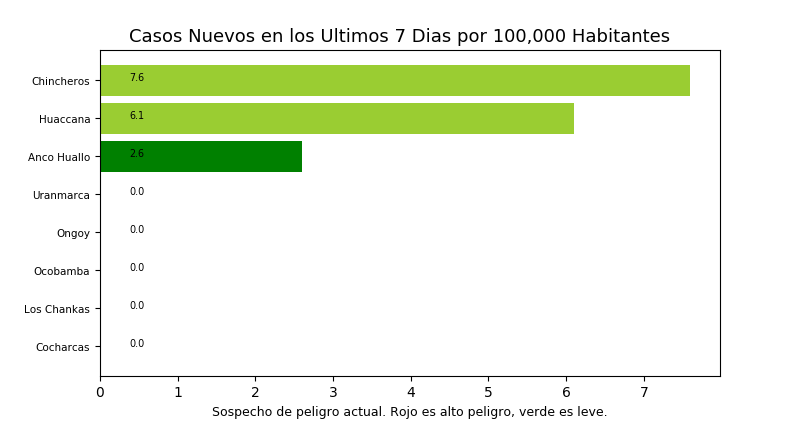 Casos Nuevos en los Ultimos 7 Dias por 100,000 Habitantes
Chincheros 7.6
Huaccana 6.1
Anco Huallo 2.6
Uranmarca 0.0
Ongoy 0.0
Ocobamba 0.0
Los Chankas 0.0
Cocharcas 0.0
0 1 2 3 4 5 6 7
Sospecho de peligro actual. Rojo es alto peligro, verde es leve.